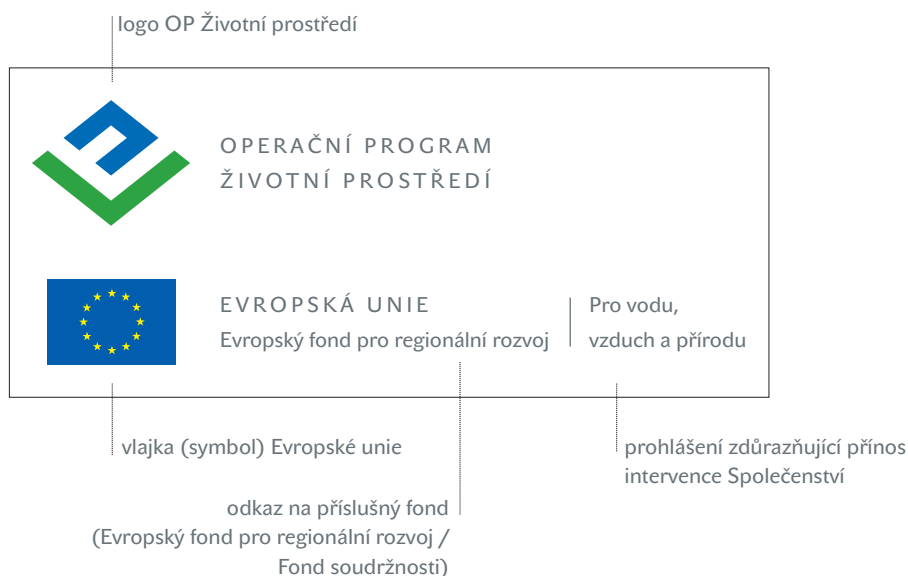 logo OP Životní prostředí
OPERAČNÍ PROGRAM
ŽIVOTNÍ PROSTŘEDÍ
EVROPSKÁ UNIE
Evropský fond pro regionální rozvoj
Pro vodu,
vzduch a přírodu
vlajka (symbol) Evropské unie
prohlášení zdůrazňující přínos
intervence Společenství
odkaz na příslušný fond
(Evropský fond pro regionální rozvoj /
Fond soudržnosti)